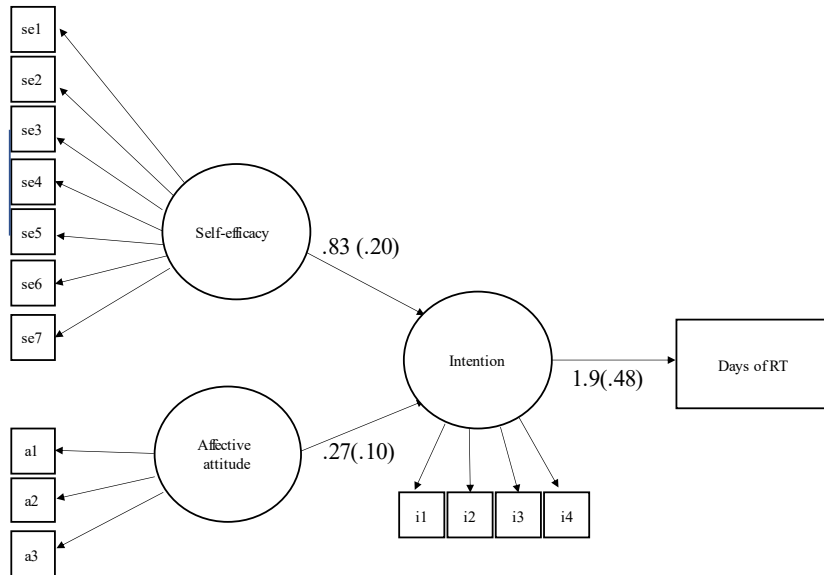 se1
se2
se3
se4
se5
se6
se7
Self-efficacy
.83 (.20)
Intention
1.9(.48)
Days of RT
Affective
attitude
.27(.10)
a1
a2
a3
i1
i2
i3
i4